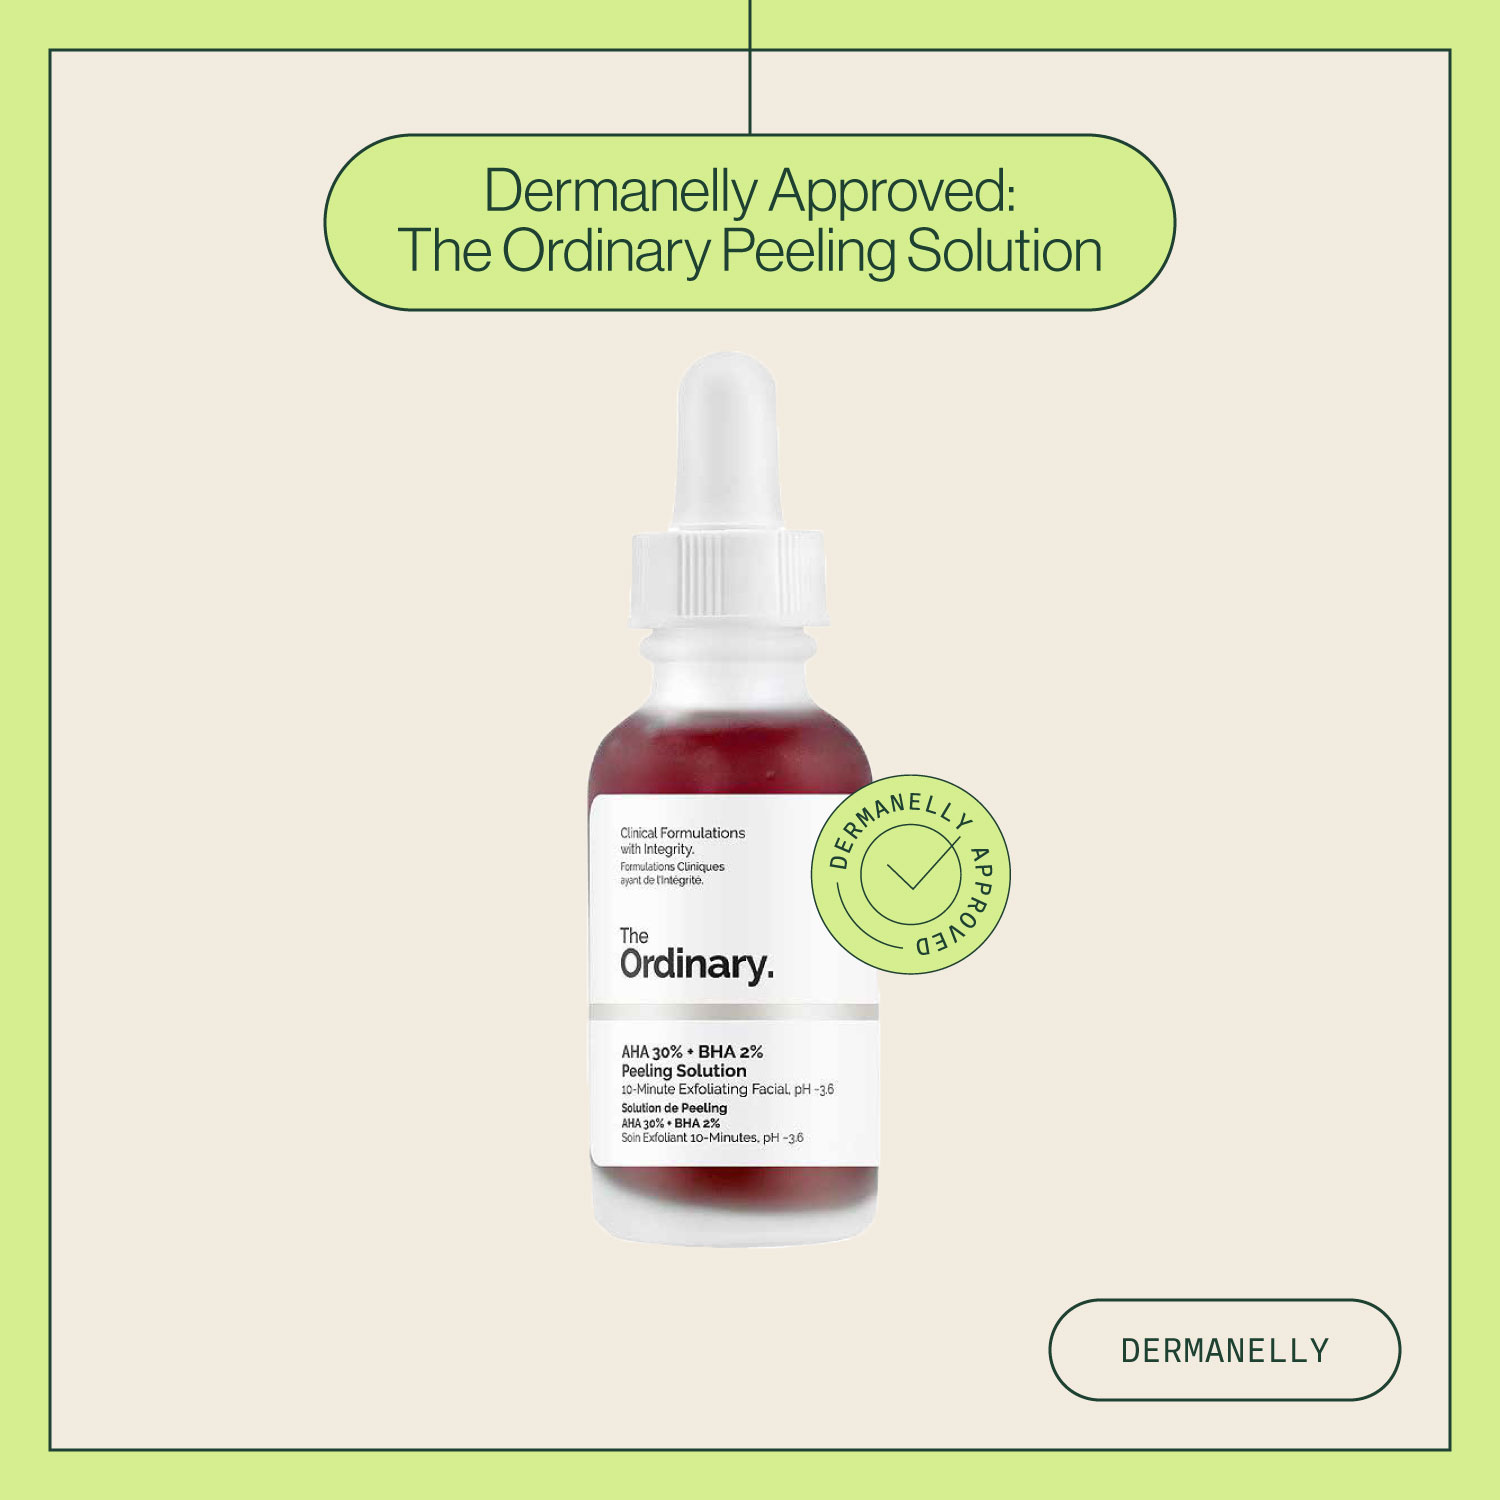 Dermanelly Approved:
The Ordinary Peeling Solution
Clinical Formulations
with Integrity.
Formulations Cliniques
ayant de l'Intégrité.
The
Ordinary.
DERMANELLY APPROVED
AHA 30% + BHA 2%
Peeling Solution
10-Minute Exfoliating Facial, pH ~3.6
Solution de Peeling
AHA 30% + BHA 2%
Soin Exfoliant 10-Minutes, pH ~3.6
DERMANELLY